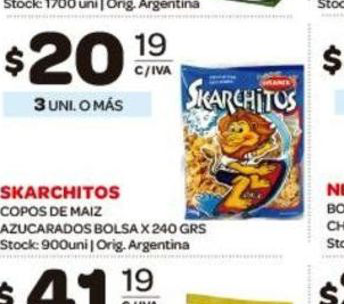 Stock: 1700 uni | Orig. Argentina
$20 19
C/IVA
3 UNI. O MÁS
SKARCHITOS
SKARCHITOS
COPOS DE MAIZ
AZUCARADOS BOLSA X 240 GRS
Stock: 900uni | Orig. Argentina
$41 19